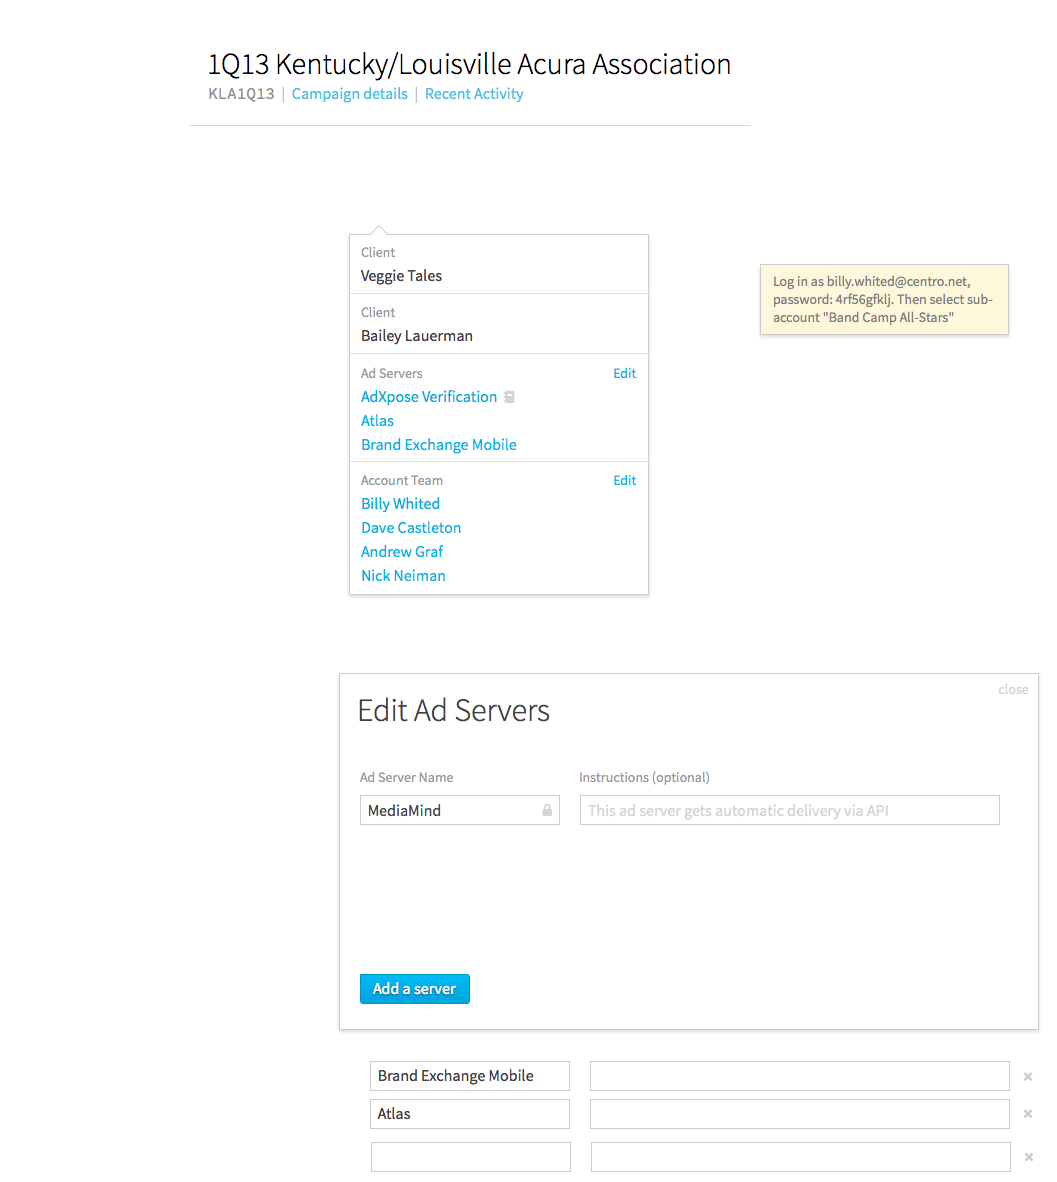 1Q13 Kentucky/Louisville Acura Association
KLA1Q13 | Campaign details | Recent Activity
Client
Veggie Tales
Client
Bailey Lauerman
Ad Servers Edit
AdXpose Verification
Atlas
Brand Exchange Mobile
Account Team Edit
Billy Whited
Dave Castleton
Andrew Graf
Nick Neiman
Log in as billy.whited@centro.net,
password: 4rf56gfklj. Then select sub-
account "Band Camp All-Stars"
close
Edit Ad Servers
Ad Server Name Instructions (optional)
MediaMind This ad server gets automatic delivery via API
Add a server
Brand Exchange Mobile
Atlas